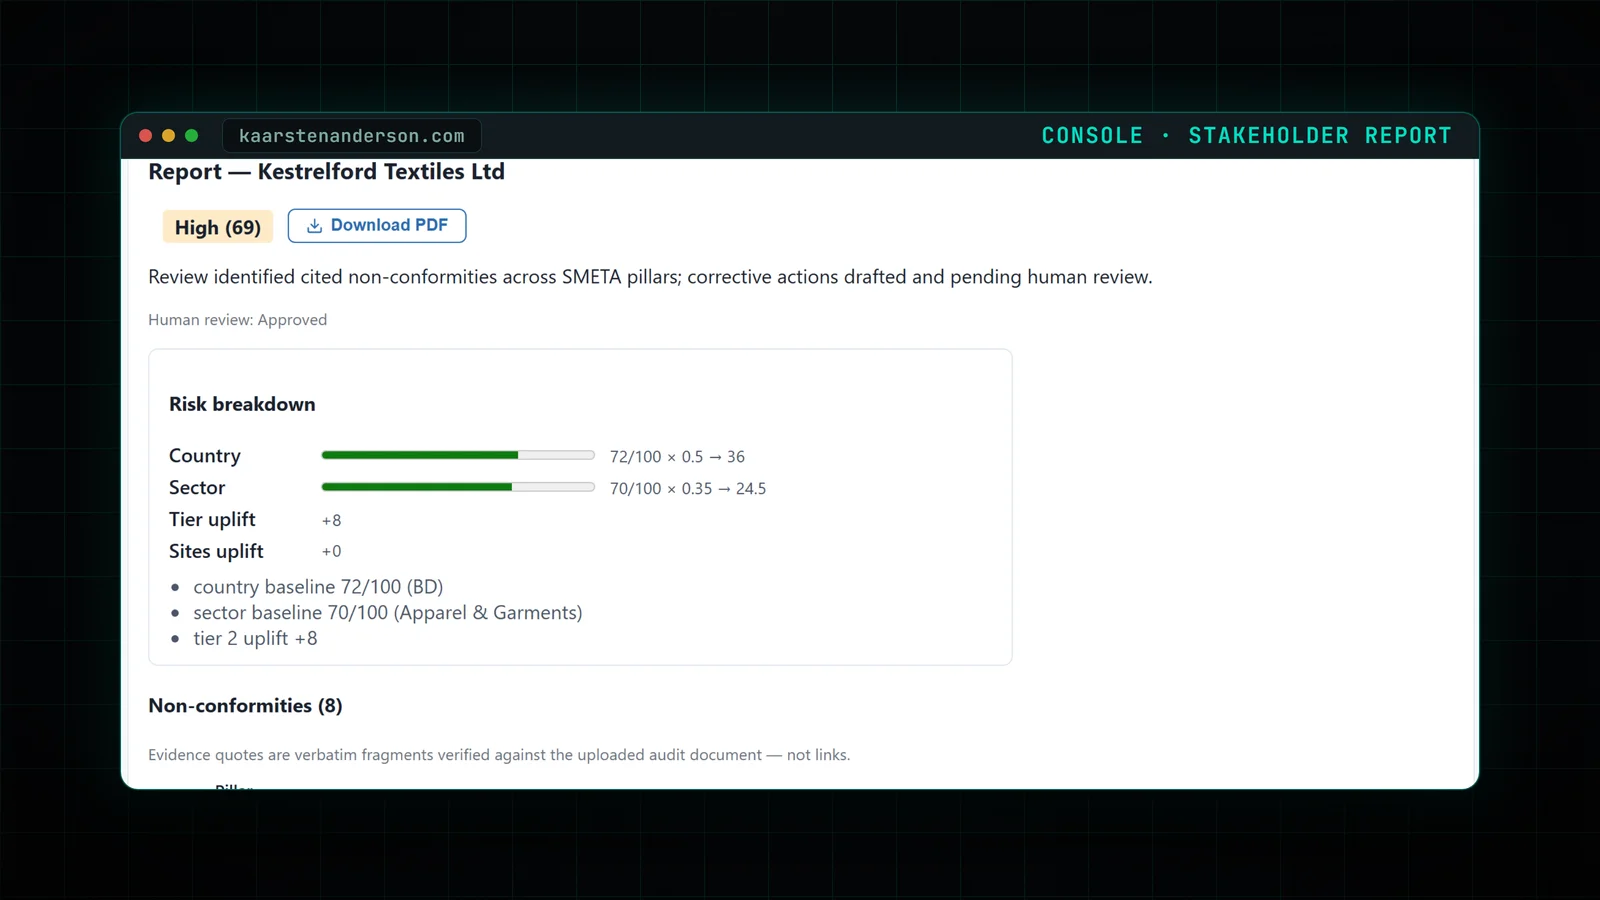 kaarstenanderson.com
CONSOLE · STAKEHOLDER REPORT
Report — Kestrelford Textiles Ltd
High (69)
Download PDF
Review identified cited non-conformities across SMETA pillars; corrective actions drafted and pending human review.
Human review: Approved
Risk breakdown
Country 72/100 × 0.5 → 36
Sector 70/100 × 0.35 → 24.5
Tier uplift +8
Sites uplift +0
• country baseline 72/100 (BD)
• sector baseline 70/100 (Apparel & Garments)
• tier 2 uplift +8
Non-conformities (8)
Evidence quotes are verbatim fragments verified against the uploaded audit document — not links.
Pillar